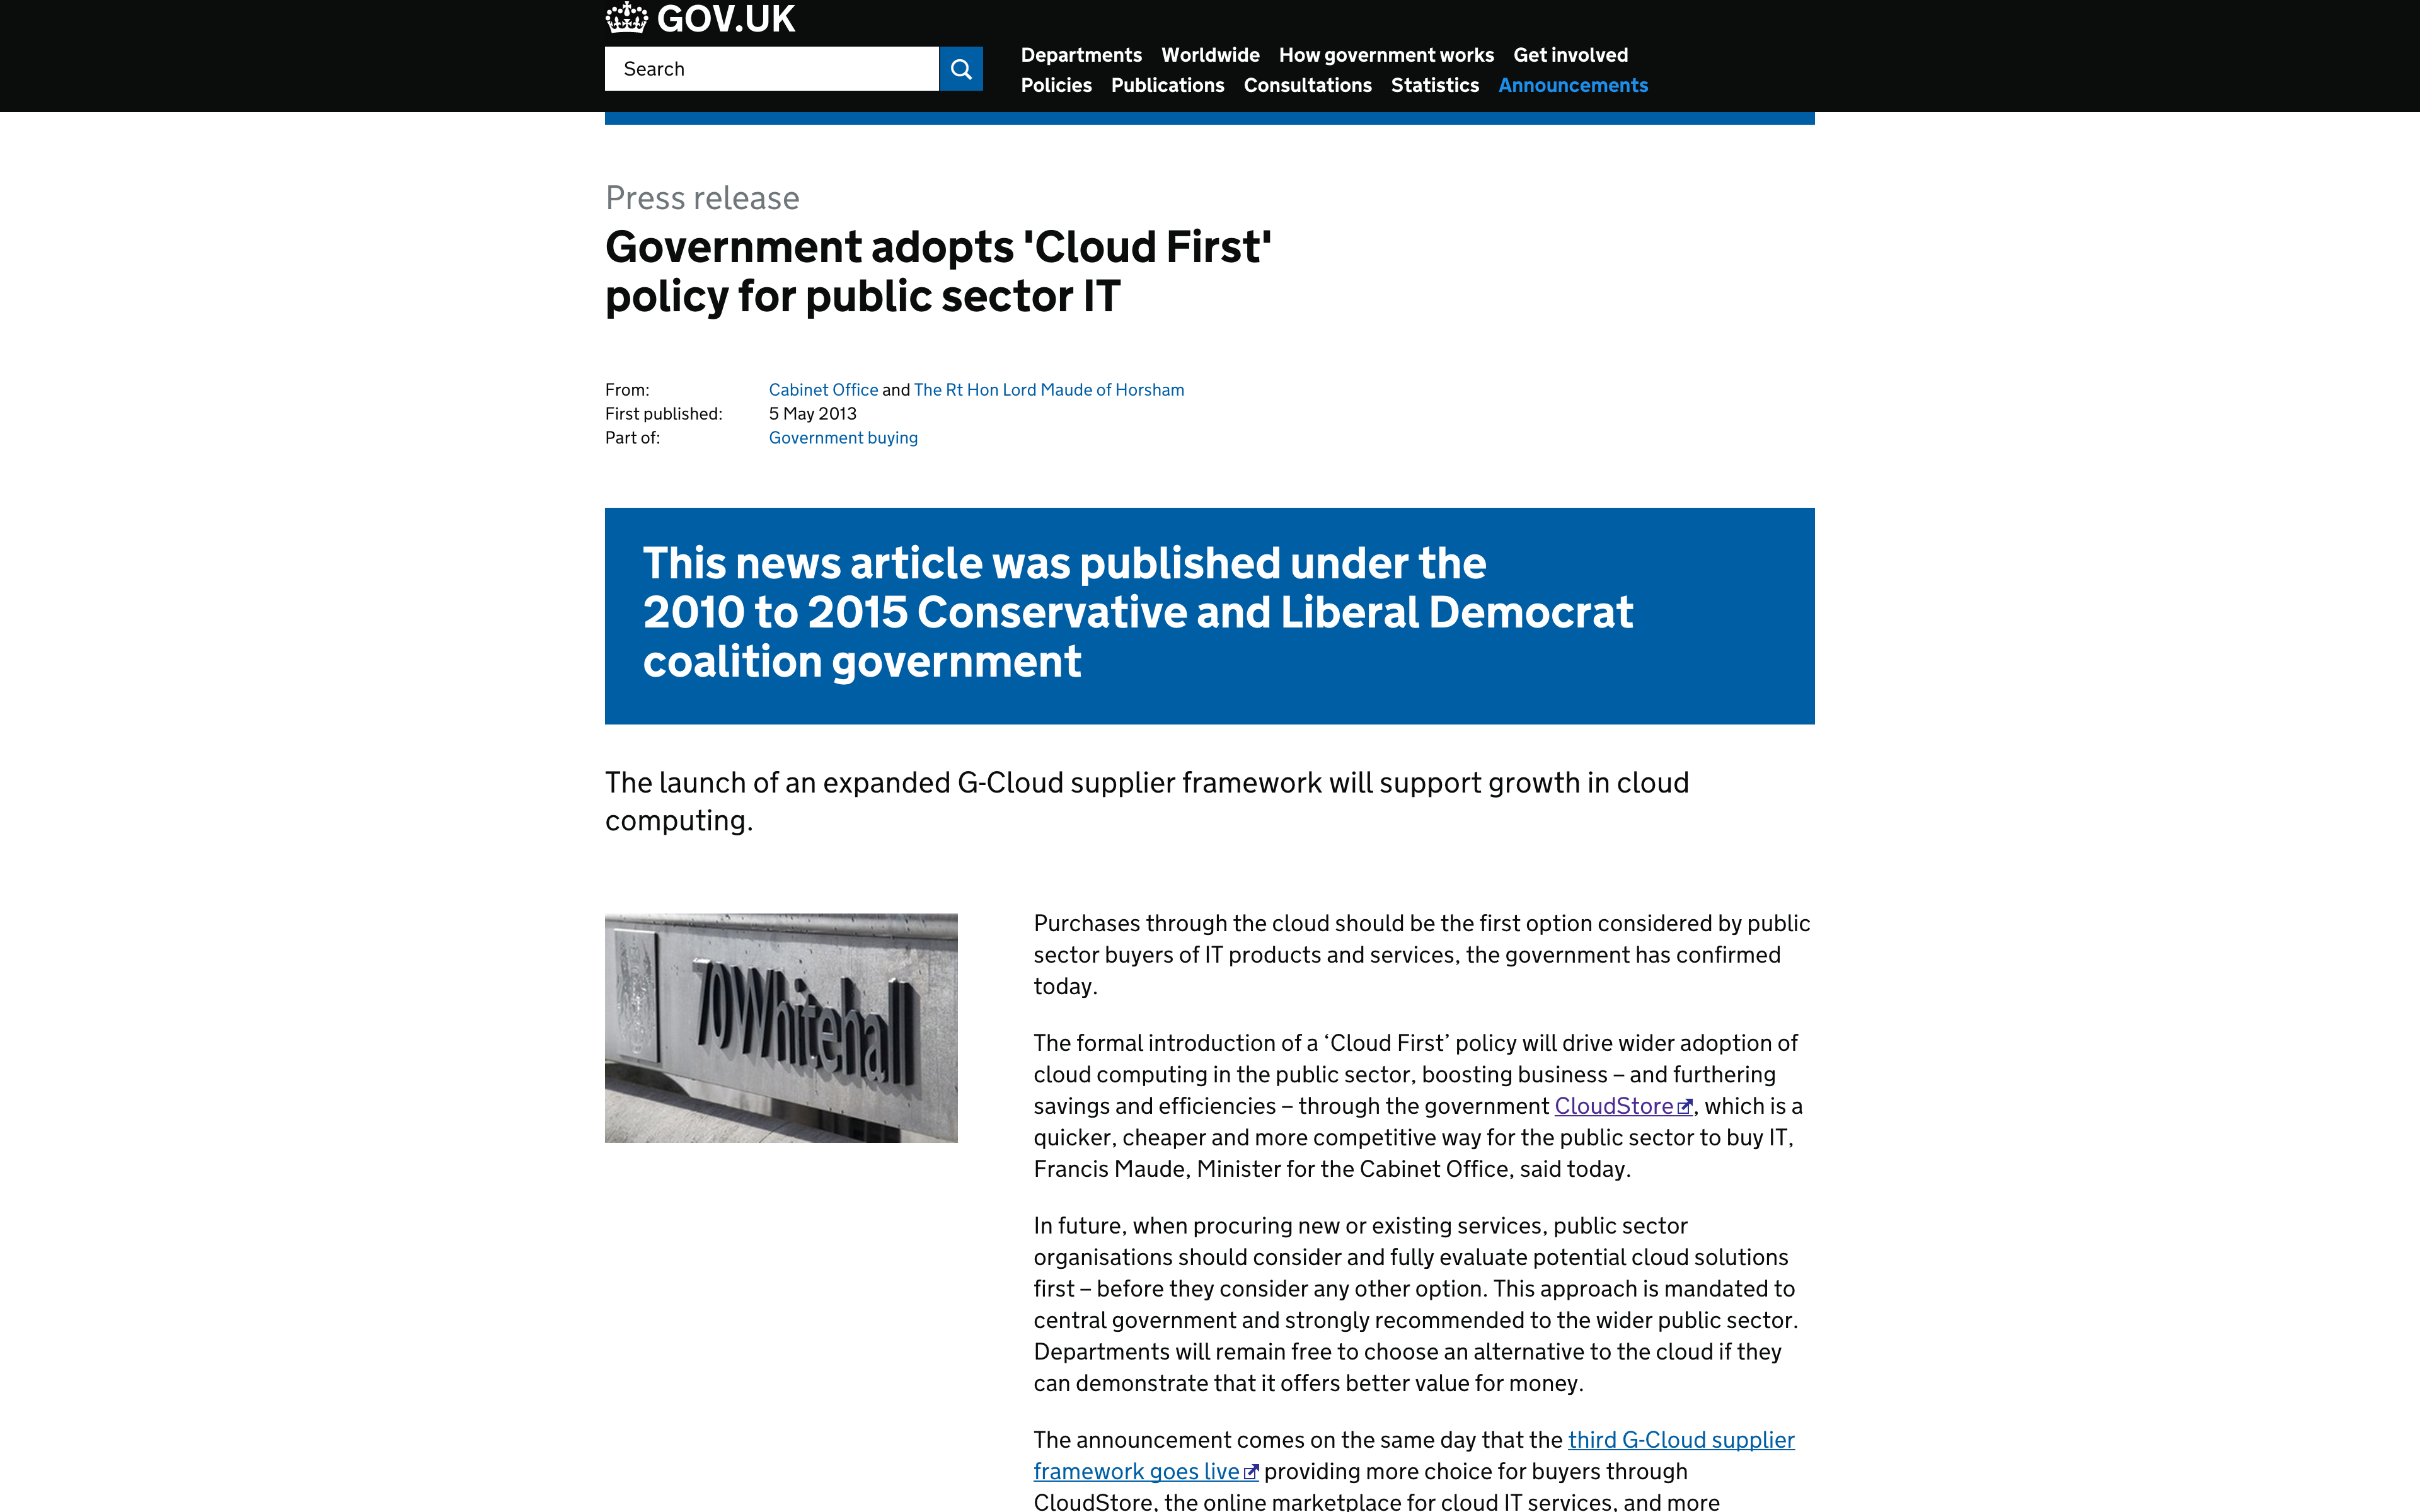 GOV.UK
Search
Departments Worldwide How government works Get involved
Policies Publications Consultations Statistics Announcements
Press release
Government adopts 'Cloud First'
policy for public sector IT
From: Cabinet Office and The Rt Hon Lord Maude of Horsham
First published: 5 May 2013
Part of: Government buying
This news article was published under the
2010 to 2015 Conservative and Liberal Democrat
coalition government
The launch of an expanded G-Cloud supplier framework will support growth in cloud
computing.
70 Whitehall
Purchases through the cloud should be the first option considered by public
sector buyers of IT products and services, the government has confirmed
today.
The formal introduction of a ‘Cloud First’ policy will drive wider adoption of
cloud computing in the public sector, boosting business – and furthering
savings and efficiencies – through the government CloudStore, which is a
quicker, cheaper and more competitive way for the public sector to buy IT,
Francis Maude, Minister for the Cabinet Office, said today.
In future, when procuring new or existing services, public sector
organisations should consider and fully evaluate potential cloud solutions
first – before they consider any other option. This approach is mandated to
central government and strongly recommended to the wider public sector.
Departments will remain free to choose an alternative to the cloud if they
can demonstrate that it offers better value for money.
The announcement comes on the same day that the third G-Cloud supplier
framework goes live providing more choice for buyers through
CloudStore, the online marketplace for cloud IT services, and more